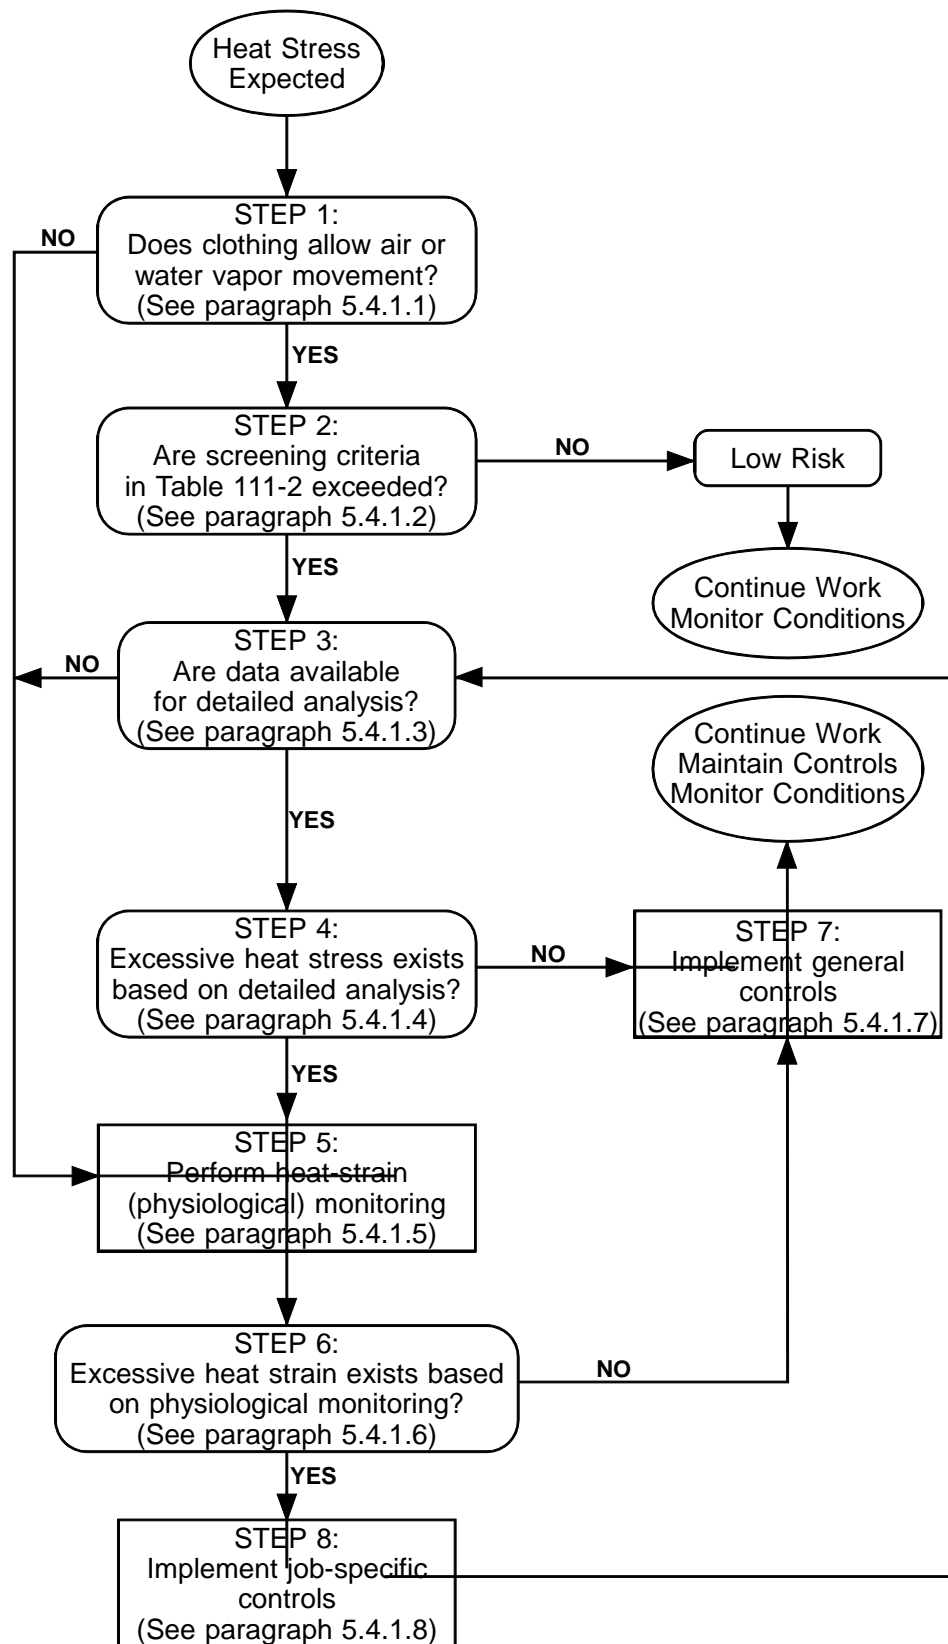 Heat Stress
Expected
STEP 1:
Does clothing allow air or
water vapor movement?
(See paragraph 5.4.1.1)
NO
YES
STEP 2:
Are screening criteria
in Table 111-2 exceeded?
(See paragraph 5.4.1.2)
NO
Low Risk
Continue Work
Monitor Conditions
YES
STEP 3:
Are data available
for detailed analysis?
(See paragraph 5.4.1.3)
NO
YES
Continue Work
Maintain Controls
Monitor Conditions
STEP 4:
Excessive heat stress exists
based on detailed analysis?
(See paragraph 5.4.1.4)
NO
STEP 7:
Implement general
controls
(See paragraph 5.4.1.7)
YES
STEP 5:
Perform heat-strain
(physiological) monitoring
(See paragraph 5.4.1.5)
STEP 6:
Excessive heat strain exists based
on physiological monitoring?
(See paragraph 5.4.1.6)
NO
YES
STEP 8:
Implement job-specific
controls
(See paragraph 5.4.1.8)